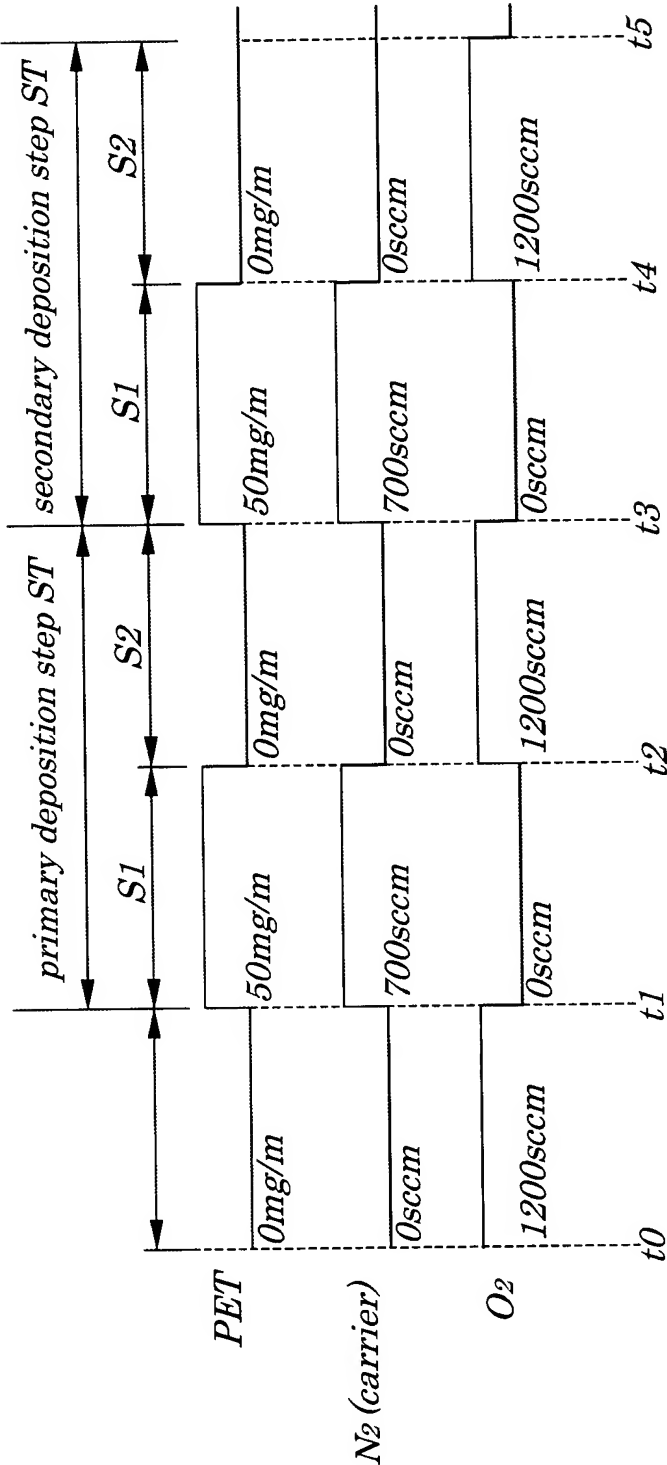 primary deposition step ST
secondary deposition step ST
S1
S2
S1
S2
PET
0mg/m
50mg/m
0mg/m
50mg/m
0mg/m
N2 (carrier)
0sccm
700sccm
0sccm
700sccm
0sccm
O2
1200sccm
0sccm
1200sccm
0sccm
1200sccm
t0
t1
t2
t3
t4
t5